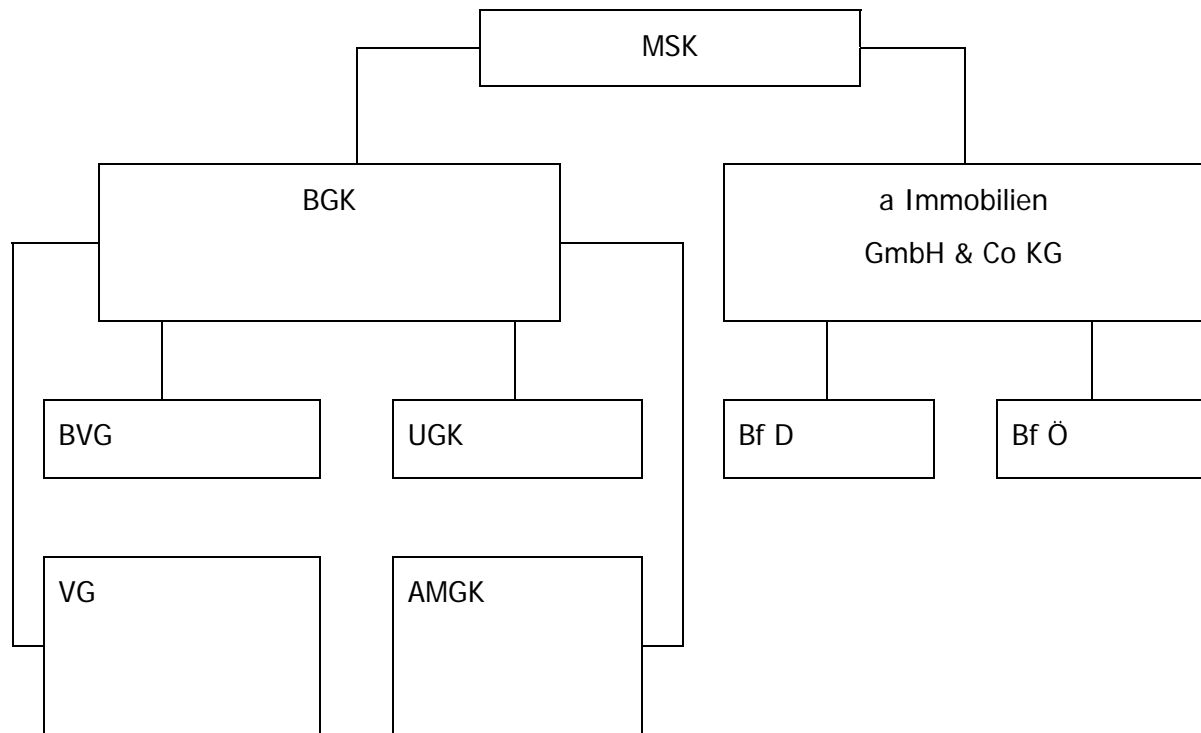 MSK
BGK
a Immobilien
GmbH & Co KG
BVG
UGK
Bf D
Bf Ö
VG
AMGK